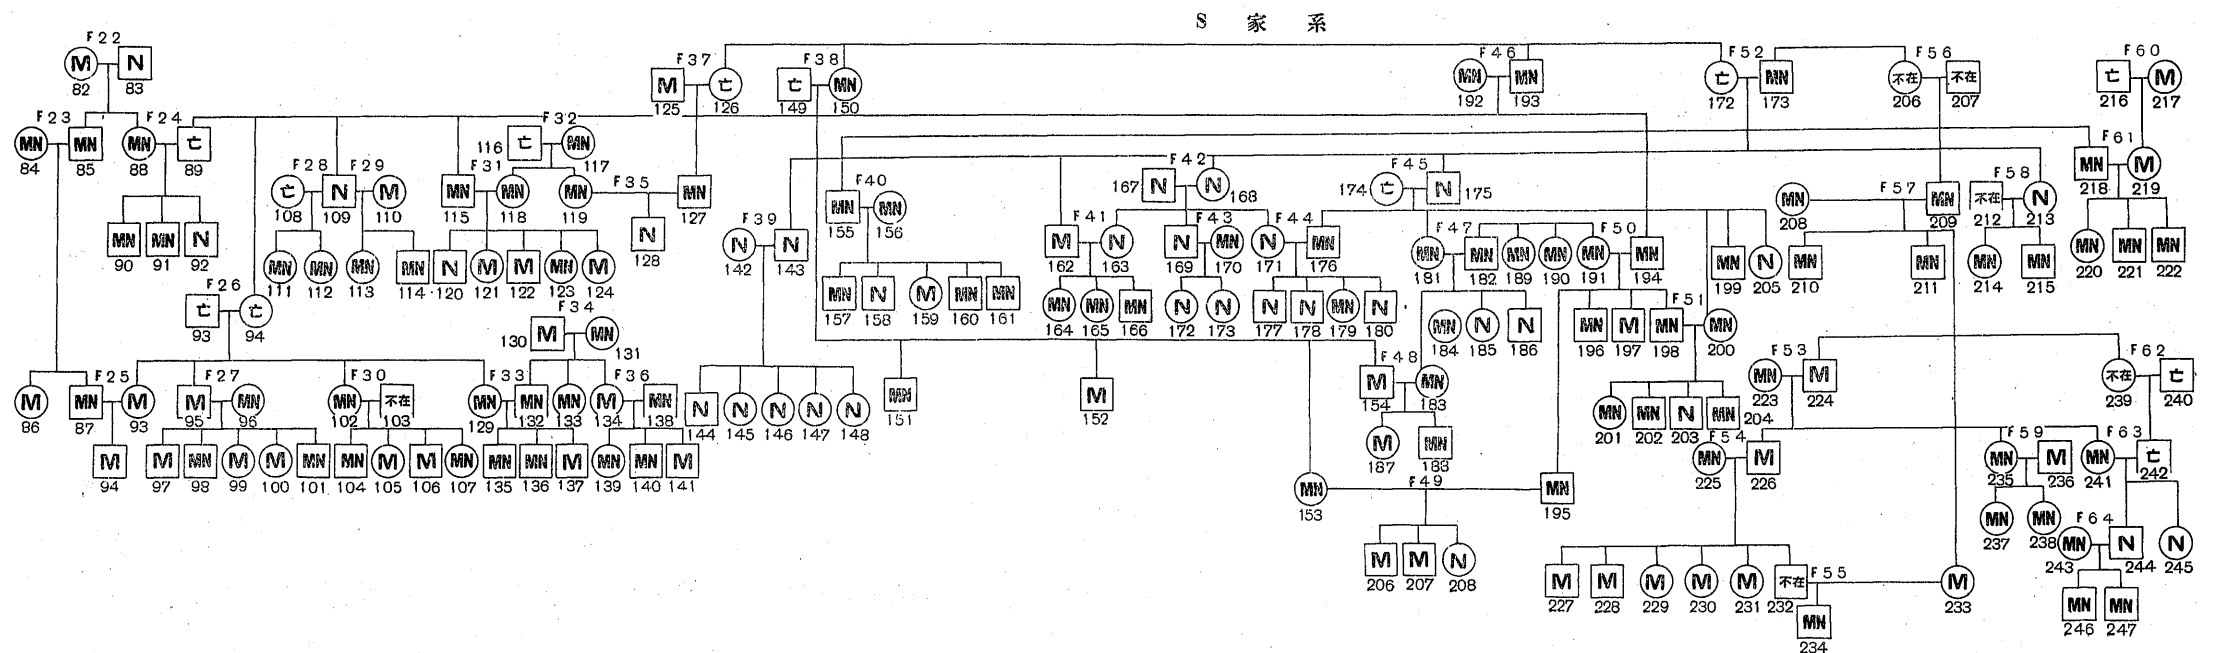 S 家 系
F22 F37 F38 F46 F52 F56 F60
M N M 亡 亡 MN MN MN 亡 MN 不在 不在 亡 M
82 83 125 126 149 150 192 193 172 173 206 207 216 217
F23 F24 F32 F61
MN MN MN 亡 亡 MN MN M
84 85 88 89 116 117 218 219
F28 F29 F31 F35 F40 F42 F45 F57 F58
亡 N M MN MN MN MN MN MN N N 亡 N MN MN 不在 N
108 109 110 115 118 119 127 155 156 167 168 174 175 208 209 212 213
F39 F41 F43 F44 F47 F50
MN MN N MN MN MN MN N M M MN M N N N M N N MN N MN MN MN MN MN MN MN MN N MN MN MN MN MN MN MN
90 91 92 111 112 113 114 120 121 122 123 124 128 142 143 162 163 169 170 171 176 181 182 189 190 191 194 199 205 210 211 214 215 220 221 222
F26 F34 F51
亡 亡 MN N M MN MN MN MN MN N N N N MN N
93 94 157 158 159 160 161 164 165 166 172 173 177 178 179 180
M MN MN N N MN M MN MN
130 131 184 185 186 196 197 198 200
F25 F27 F30 F33 F36 F48 F53 F62
M MN M M MN MN 不在 MN MN MN M MN N N N N N MN M M MN MN M 不在 亡
86 87 93 95 96 102 103 129 132 133 134 138 144 145 146 147 148 151 152 154 183 223 224 239 240
MN MN N MN
201 202 203 204
F54 F59 F63
M M MN M M MN MN M M MN MN MN M MN MN M M MN MN M MN M MN 亡
94 97 98 99 100 101 104 105 106 107 135 136 137 139 140 141 187 188 225 226 235 236 241 242
F49
MN MN
153 195
F64
MN MN MN N N
237 238 243 244 245
F55
M M N M M M M M 不在 M
206 207 208 227 228 229 230 231 232 233
MN MN MN
234 246 247